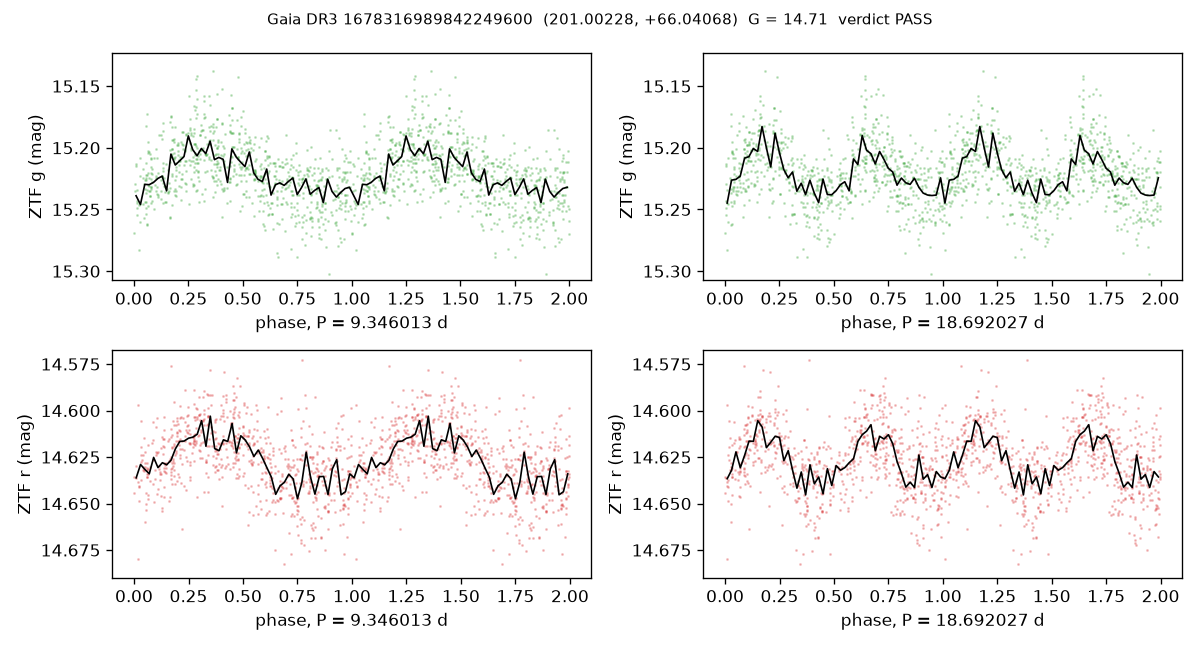 Gaia DR3 1678316989842249600 (201.00228, +66.04068) G = 14.71 verdict PASS
ZTF g (mag)
15.15
15.20
15.25
15.30
0.00 0.25 0.50 0.75 1.00 1.25 1.50 1.75 2.00
phase, P = 9.346013 d
ZTF g (mag)
15.15
15.20
15.25
15.30
0.00 0.25 0.50 0.75 1.00 1.25 1.50 1.75 2.00
phase, P = 18.692027 d
ZTF r (mag)
14.575
14.600
14.625
14.650
14.675
0.00 0.25 0.50 0.75 1.00 1.25 1.50 1.75 2.00
phase, P = 9.346013 d
ZTF r (mag)
14.575
14.600
14.625
14.650
14.675
0.00 0.25 0.50 0.75 1.00 1.25 1.50 1.75 2.00
phase, P = 18.692027 d